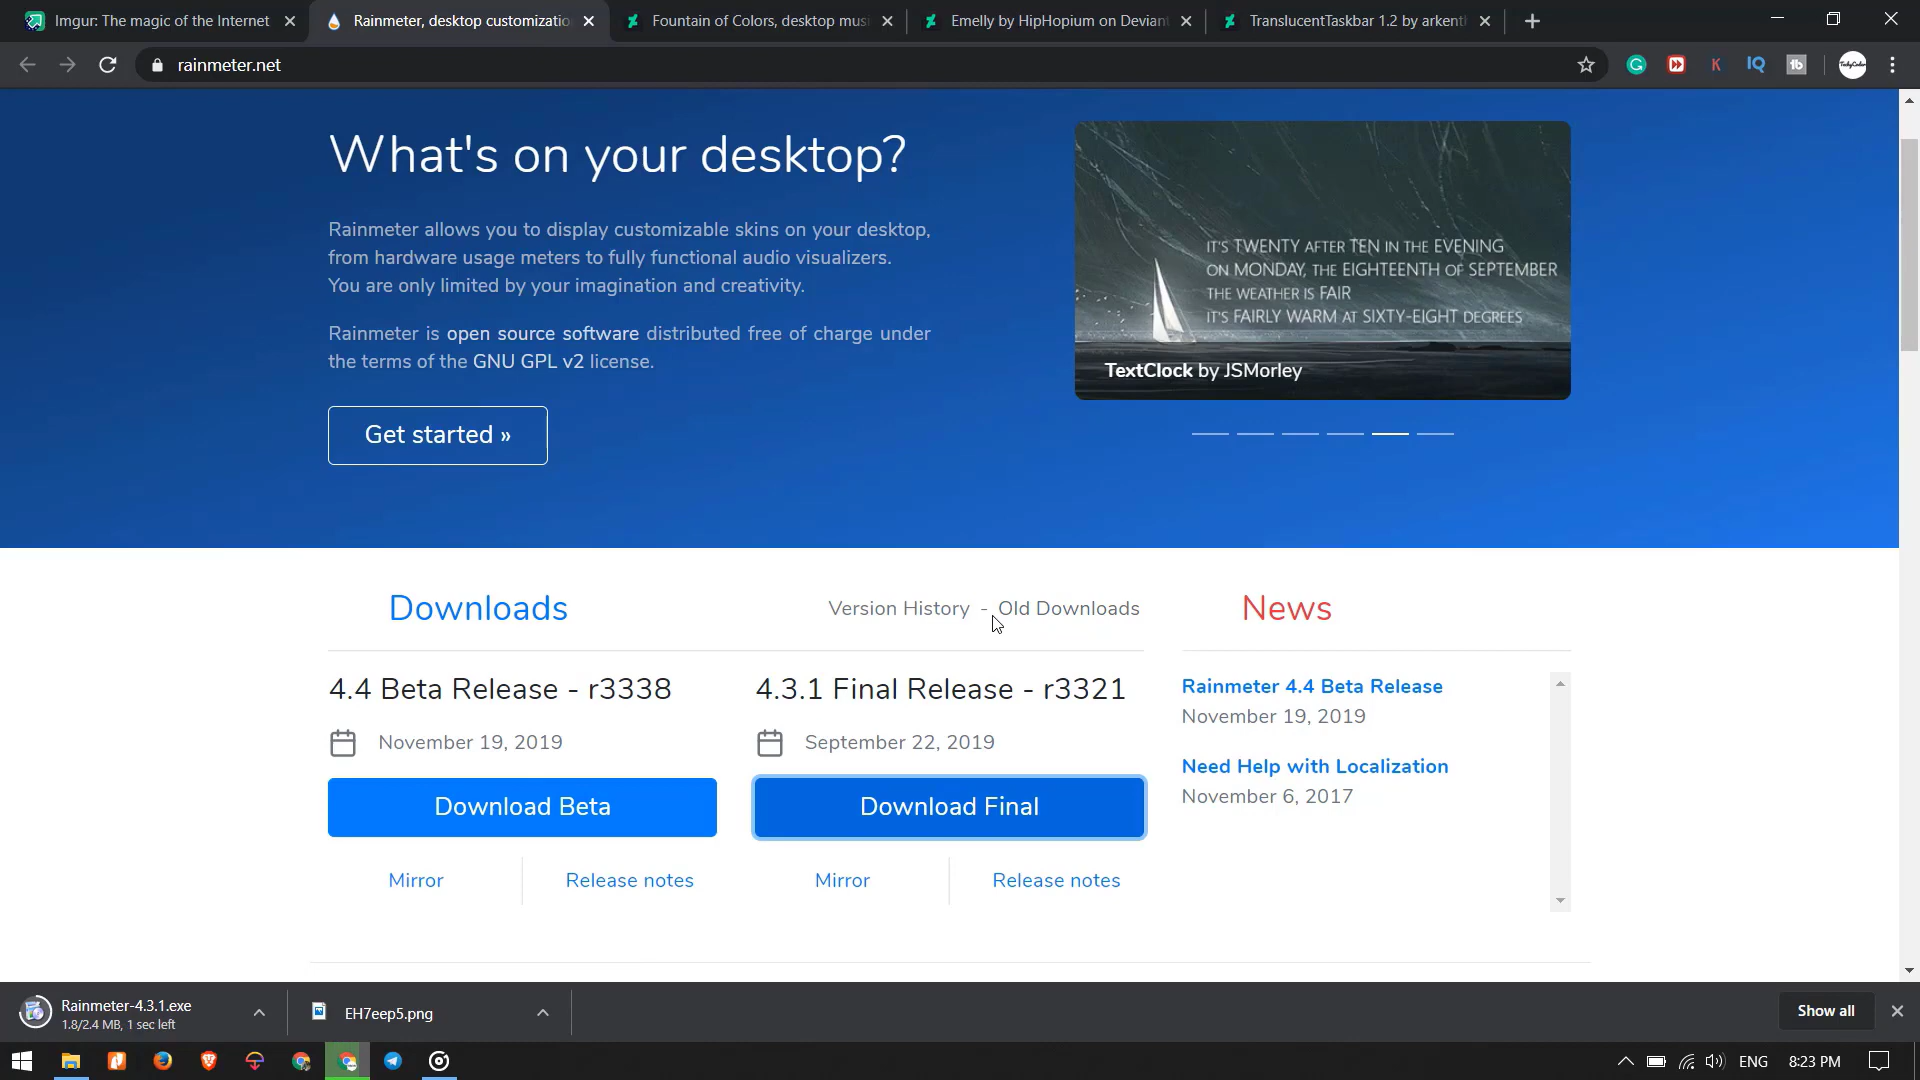 Imgur: The magic of the Internet
Rainmeter, desktop customizatio
Fountain of Colors, desktop mus
Emelly by HipHopium on Deviant
TranslucentTaskbar 1.2 by arkent
rainmeter.net
IQ
What's on your desktop?
Rainmeter allows you to display customizable skins on your desktop,
from hardware usage meters to fully functional audio visualizers.
You are only limited by your imagination and creativity.
Rainmeter is open source software distributed free of charge under
the terms of the GNU GPL v2 license.
Get started »
IT'S TWENTY AFTER TEN IN THE EVENING
ON MONDAY, THE EIGHTEENTH OF SEPTEMBER
THE WEATHER IS FAIR
IT'S FAIRLY WARM AT SIXTY-EIGHT DEGREES
TextClock by JSMorley
Downloads
Version History - Old Downloads
News
4.4 Beta Release - r3338
November 19, 2019
Download Beta
Mirror
Release notes
4.3.1 Final Release - r3321
September 22, 2019
Download Final
Mirror
Release notes
Rainmeter 4.4 Beta Release
November 19, 2019
Need Help with Localization
November 6, 2017
Rainmeter-4.3.1.exe
1.8/2.4 MB, 1 sec left
EH7eep5.png
Show all
ENG
8:23 PM